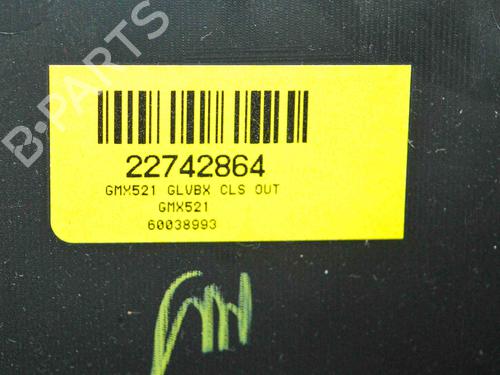 B-PARTS
22742864
GMX521 GLVBX CLS OUT
GMX521
60038993